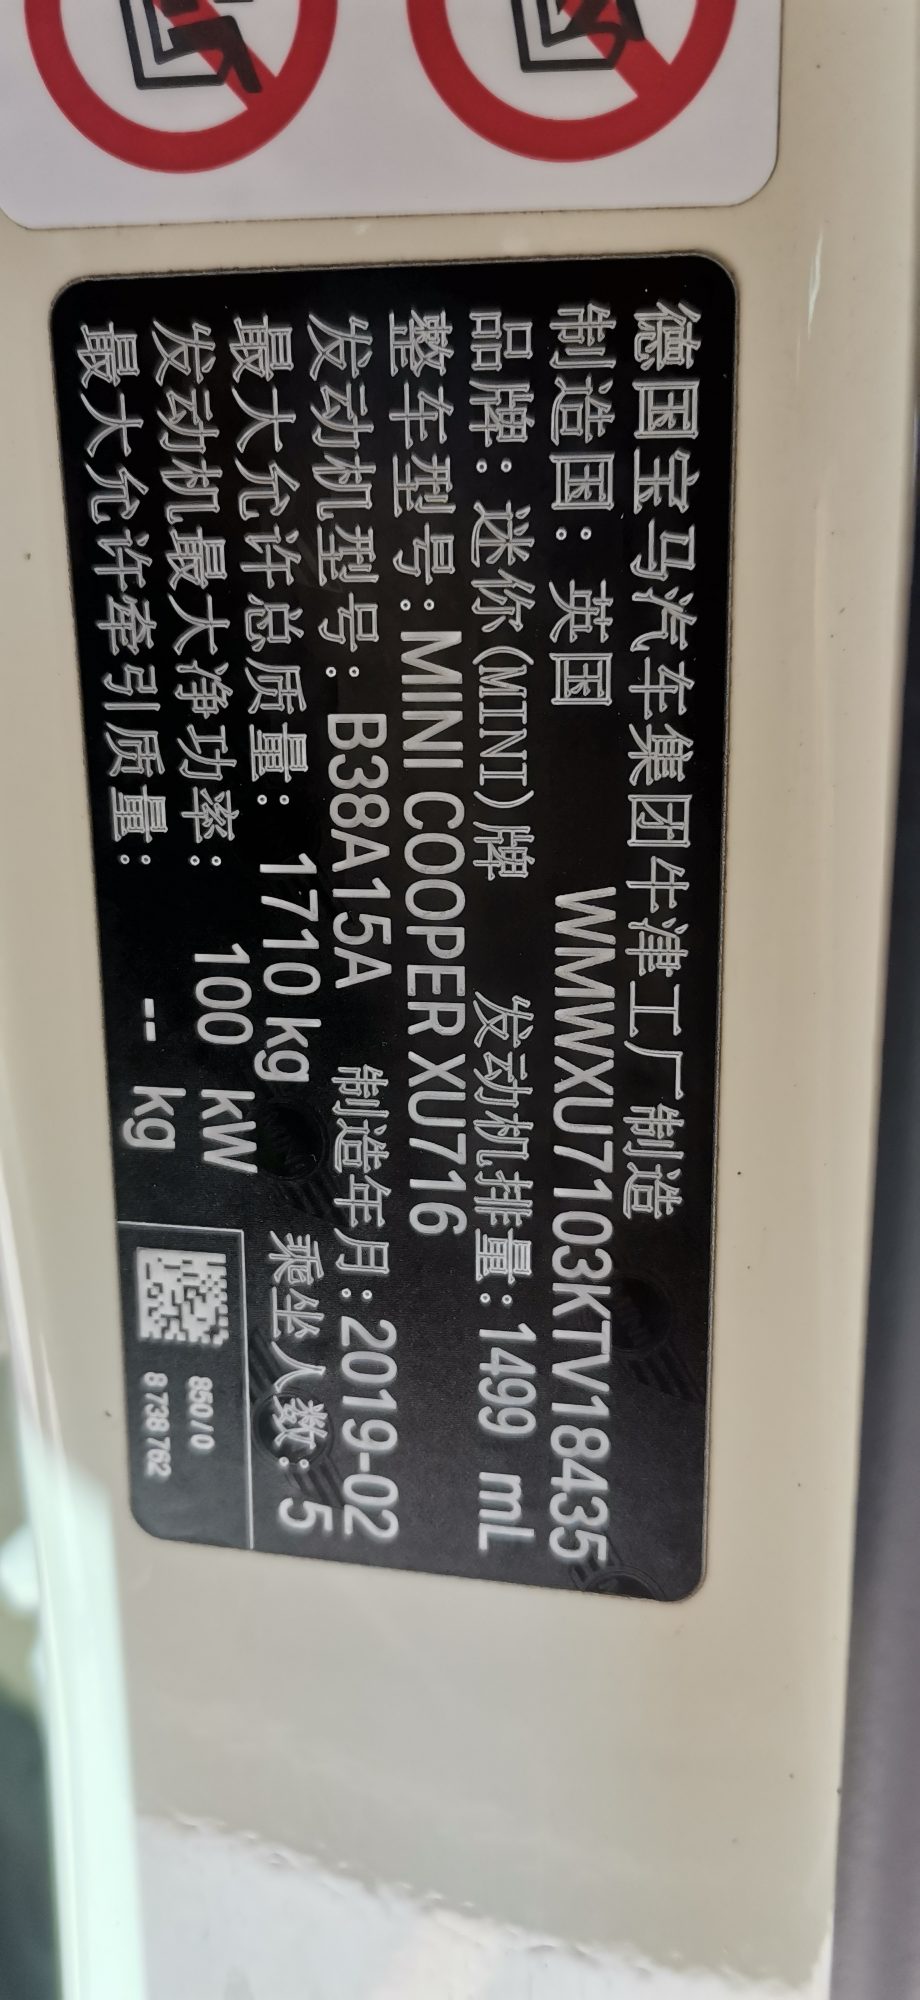 德国宝马汽车集团牛津工厂制造
制造国：英国 WMWXU7103KTV18435
品牌：迷你(MINI)牌 发动机排量：1499 mL
整车型号：MINI COOPER XU716
发动机型号：B38A15A 制造年月：2019-02
最大允许总质量：1710 kg 乘坐人数：5
发动机最大净功率：100 kW
最大允许牵引质量：-- kg
850/0
8 738 762